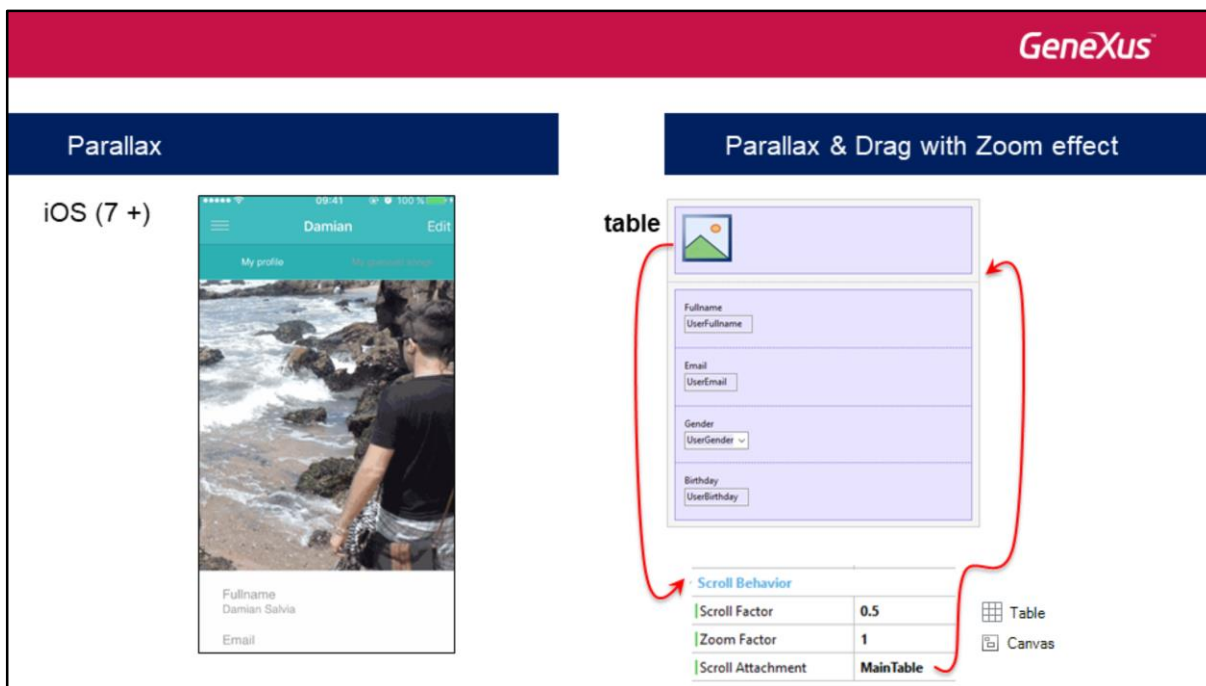 GeneXus™
Parallax
Parallax & Drag with Zoom effect
iOS (7 +)
09:41
100 %
Damian
Edit
My profile
Fullname
Damian Salvia
Email
table
Fullname
UserFullname
Email
UserEmail
Gender
UserGender
Birthday
UserBirthday
Scroll Behavior
Scroll Factor 0.5
Zoom Factor 1
Scroll Attachment MainTable
Table
Canvas